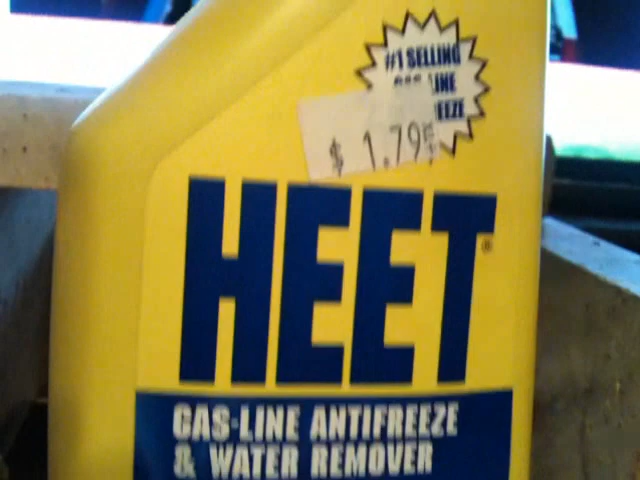 #1 SELLING
$ 1.79
HEET®
GAS-LINE ANTIFREEZE
& WATER REMOVER